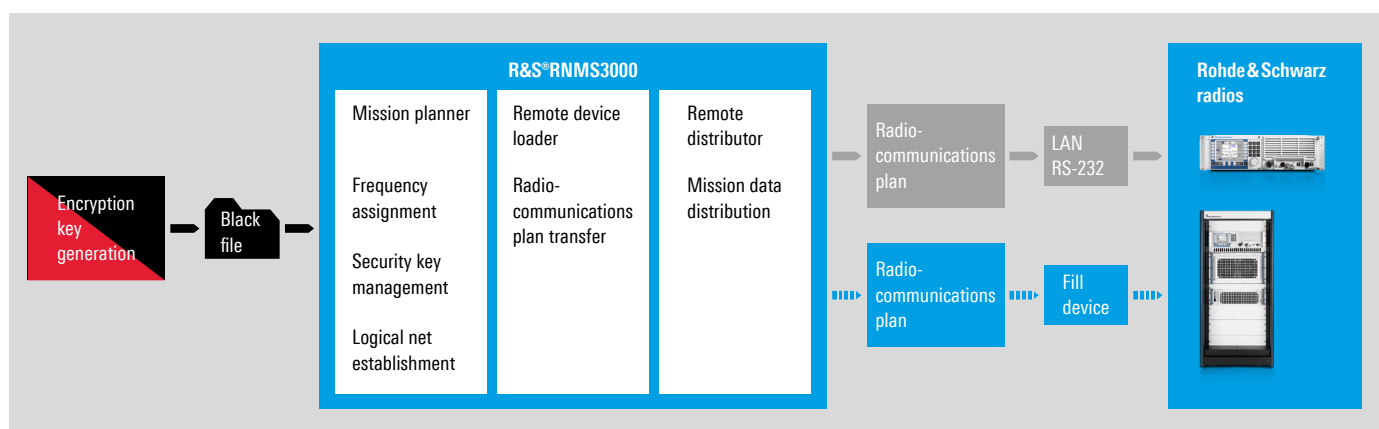 Encryption
key
generation
Black
file
R&S®RNMS3000
Mission planner
Frequency
assignment
Security key
management
Logical net
establishment
Remote device
loader
Radio-
communications
plan transfer
Remote
distributor
Mission data
distribution
Radio-
communications
plan
LAN
RS-232
Radio-
communications
plan
Fill
device
Rohde&Schwarz
radios